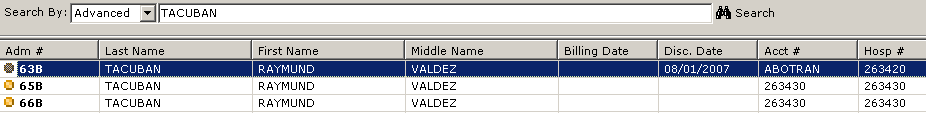 Search By: Advanced TACUBAN Search
Adm # Last Name First Name Middle Name Billing Date Disc. Date Acct # Hosp #
63B TACUBAN RAYMUND VALDEZ 08/01/2007 ABOTRAN 263420
65B TACUBAN RAYMUND VALDEZ 263430 263430
66B TACUBAN RAYMUND VALDEZ 263430 263430